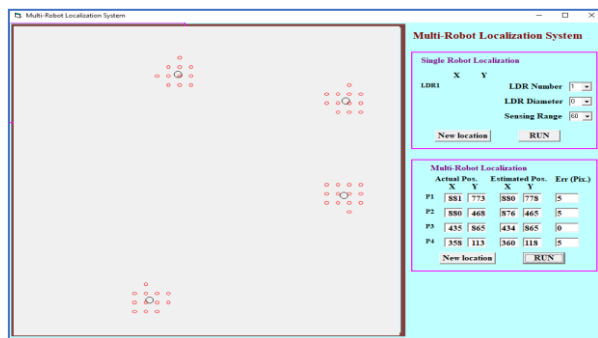 Multi-Robot Localization System
Multi-Robot Localization System
Single Robot Localization
X Y
LDR1 LDR Number 1
LDR Diameter 0
Sensing Range 60
New location RUN
Multi-Robot Localization
Actual Pos. Estimated Pos. Err (Pix.)
X Y X Y
P1 881 773 880 778 5
P2 880 468 876 465 5
P3 435 865 434 865 0
P4 358 113 360 118 5
New location RUN